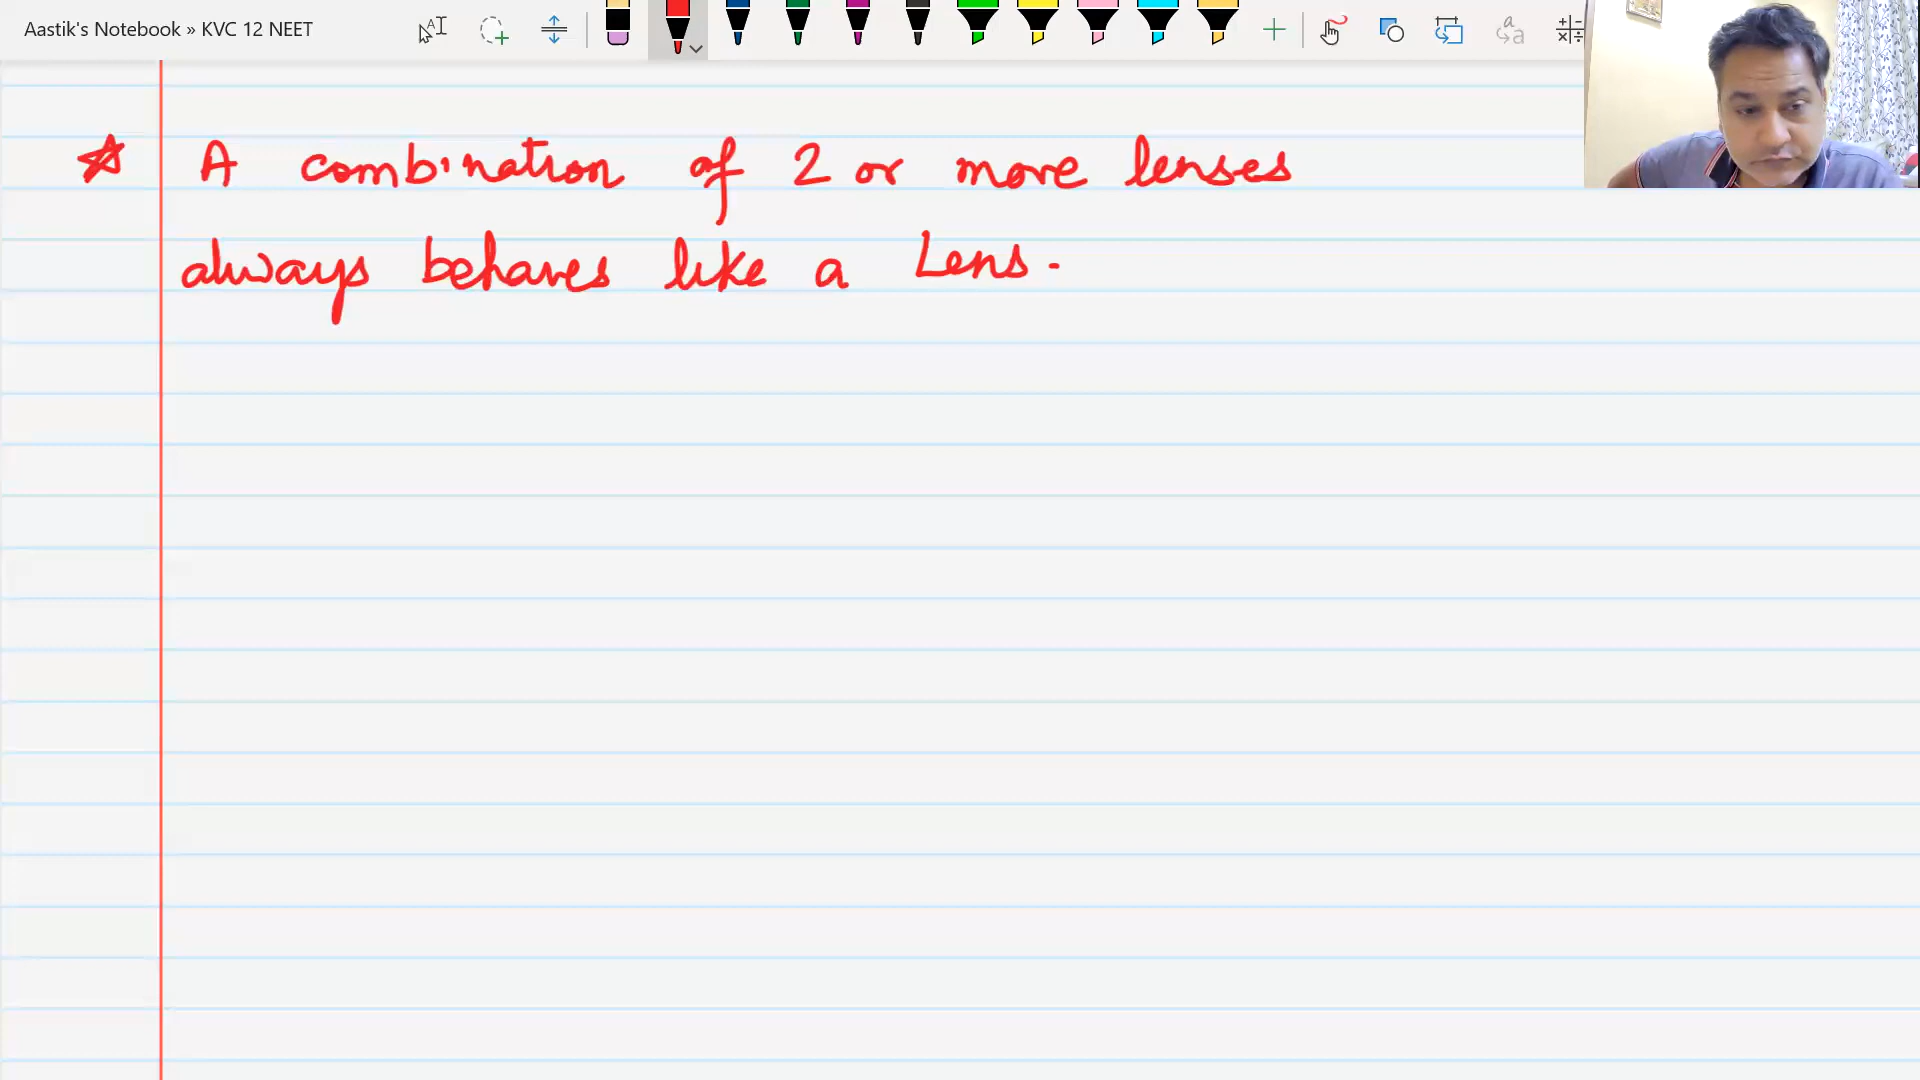 Aastik's Notebook » KVC 12 NEET
☆ A combination of 2 or more lenses
always behaves like a Lens.